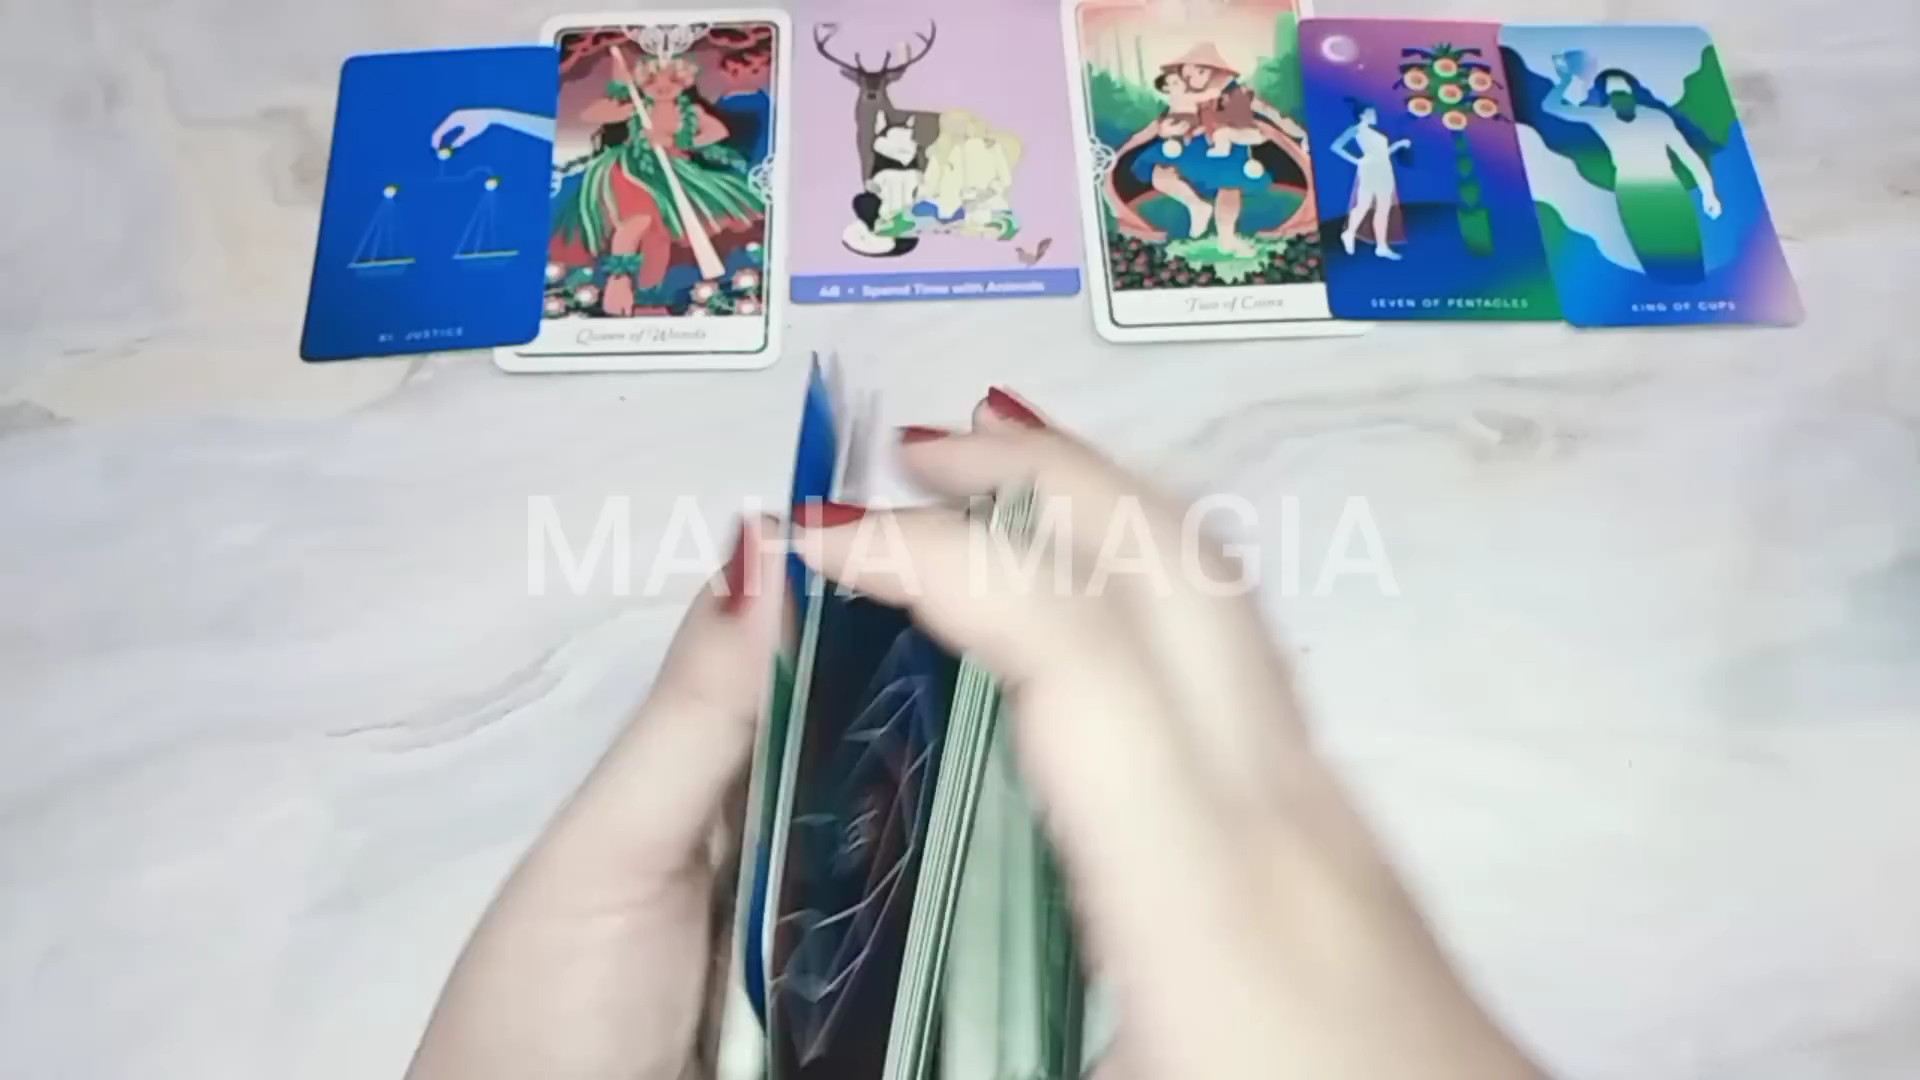 XI. JUSTICE
Queen of Wands
48 • Spend Time with Animals
Two of Coins
SEVEN OF PENTACLES
KING OF CUPS
MAHA MAGIA